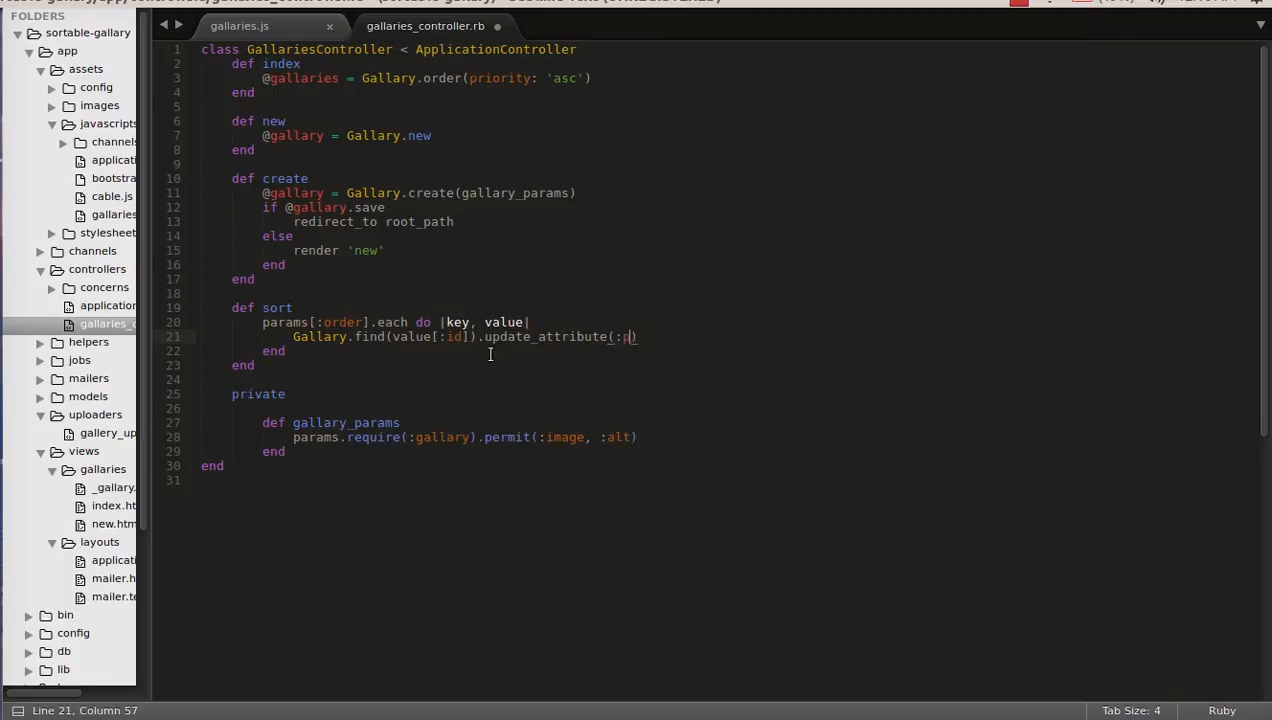 FOLDERS
sortable-gallary
app
assets
config
images
javascripts
channels
applicati
bootstra
cable.js
gallaries
stylesheet
channels
controllers
concerns
application
gallaries_c
helpers
jobs
mailers
models
uploaders
gallery_up
views
gallaries
_gallary.
index.ht
new.htm
layouts
applicati
mailer.h
mailer.te
bin
config
db
lib
gallaries.js ×
gallaries_controller.rb
1 class GallariesController < ApplicationController
2 def index
3 @gallaries = Gallary.order(priority: 'asc')
4 end
5
6 def new
7 @gallary = Gallary.new
8 end
9
10 def create
11 @gallary = Gallary.create(gallary_params)
12 if @gallary.save
13 redirect_to root_path
14 else
15 render 'new'
16 end
17 end
18
19 def sort
20 params[:order].each do |key, value|
21 Gallary.find(value[:id]).update_attribute(:p)
22 end
23 end
24
25 private
26
27 def gallary_params
28 params.require(:gallary).permit(:image, :alt)
29 end
30 end
31
Line 21, Column 57
Tab Size: 4
Ruby